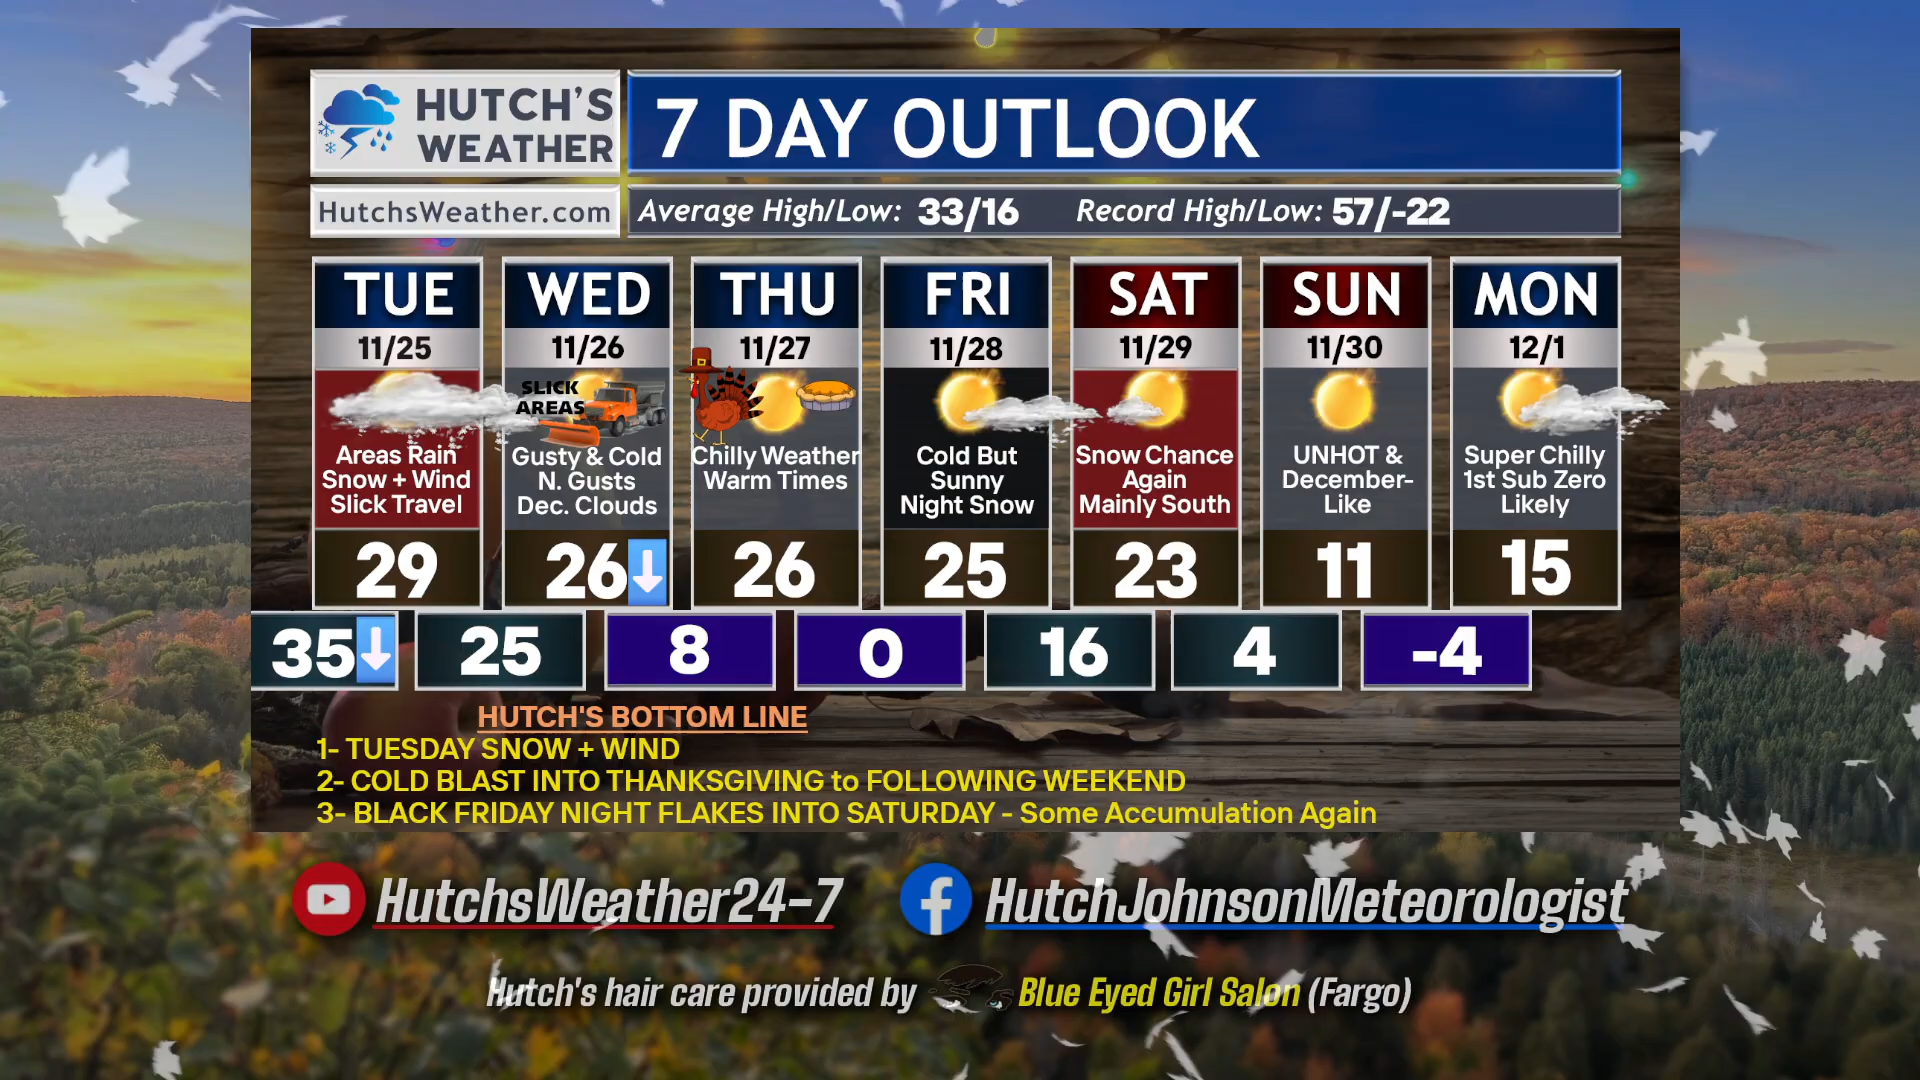 HUTCH'S
WEATHER
7 DAY OUTLOOK
HutchsWeather.com
Average High/Low: 33/16 Record High/Low: 57/-22
TUE
11/25
Areas Rain
Snow + Wind
Slick Travel
29
WED
11/26
SLICK
AREAS
Gusty & Cold
N. Gusts
Dec. Clouds
26
THU
11/27
Chilly Weather
Warm Times
26
FRI
11/28
Cold But
Sunny
Night Snow
25
SAT
11/29
Snow Chance
Again
Mainly South
23
SUN
11/30
UNHOT &
December-
Like
11
MON
12/1
Super Chilly
1st Sub Zero
Likely
15
35 25 8 0 16 4 -4
HUTCH'S BOTTOM LINE
1- TUESDAY SNOW + WIND
2- COLD BLAST INTO THANKSGIVING to FOLLOWING WEEKEND
3- BLACK FRIDAY NIGHT FLAKES INTO SATURDAY - Some Accumulation Again
HutchsWeather24-7
HutchJohnsonMeteorologist
Hutch's hair care provided by Blue Eyed Girl Salon (Fargo)